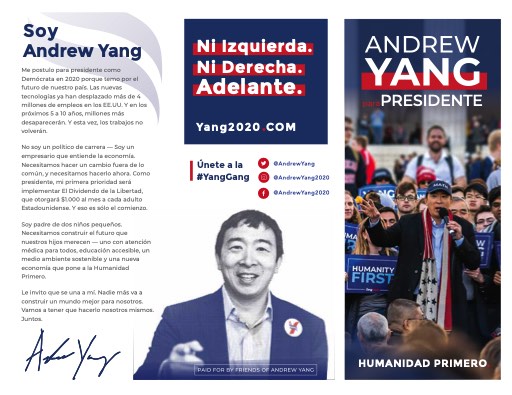 Soy
Andrew Yang
Me postulo para presidente como
Demócrata en 2020 porque temo por el
futuro de nuestro país. Las nuevas
tecnologías ya han desplazado más de 4
millones de empleos en los EE.UU. Y en los
próximos 5 a 10 años, millones más
desaparecerán. Y esta vez, los trabajos no
volverán.
No soy un político de carrera — Soy un
empresario que entiende la economía.
Necesitamos hacer un cambio fuera de lo
común, y necesitamos hacerlo ahora. Como
presidente, mi primera prioridad será
implementar El Dividendo de la Libertad,
que otorgará $1.000 al mes a cada adulto
Estadounidense. Y eso es sólo el comienzo.
Soy padre de dos niños pequeños.
Necesitamos construir el futuro que
nuestros hijos merecen — uno con atención
médica para todos, educación accesible, un
medio ambiente sostenible y una nueva
economía que pone a la Humanidad
Primero.
Le invito que se una a mí. Nadie más va a
construir un mundo mejor para nosotros.
Vamos a tener que hacerlo nosotros mismos.
Juntos.
Andrew Yang
Ni Izquierda.
Ni Derecha.
Adelante.
Yang2020.COM
Únete a la
#YangGang
@AndrewYang
@AndrewYang2020
@AndrewYang2020
PAID FOR BY FRIENDS OF ANDREW YANG
ANDREW
YANG
para PRESIDENTE
HUMANITY
FIRST
HUMANIDAD PRIMERO